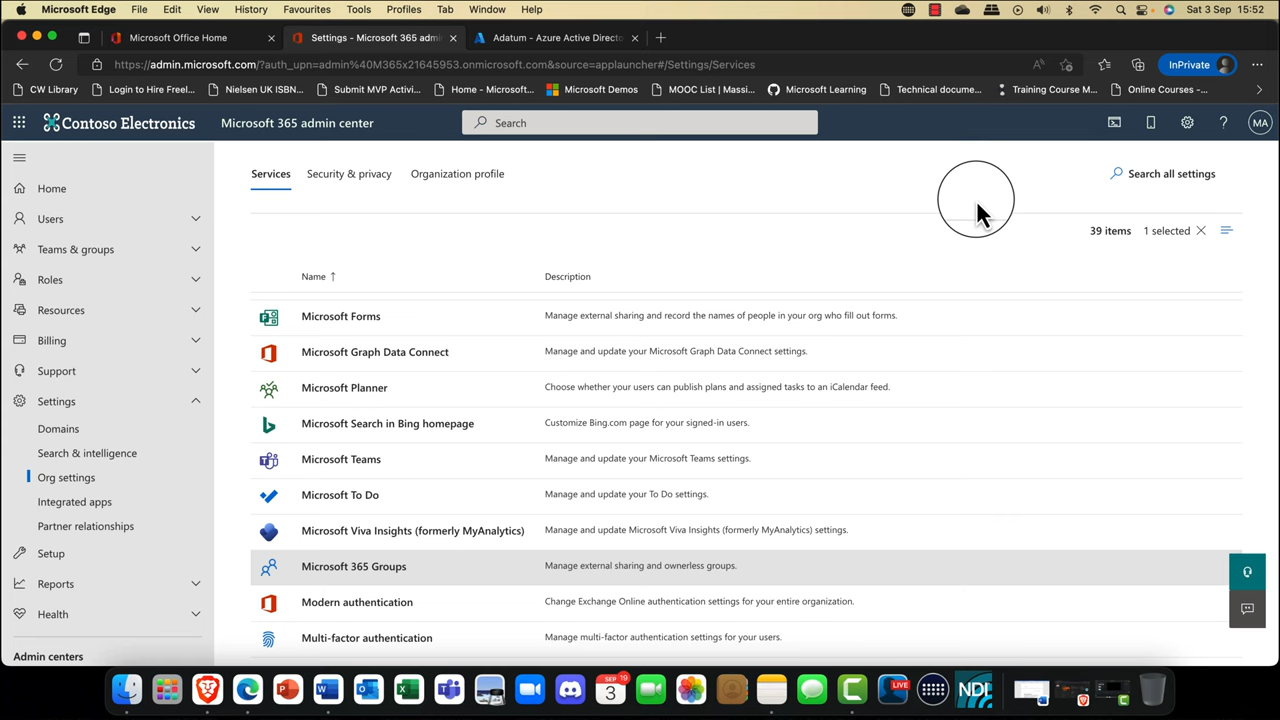 Microsoft Edge File Edit View History Favourites Tools Profiles Tab Window Help Sat 3 Sep 15:52
Microsoft Office Home
Settings - Microsoft 365 adm
Adatum - Azure Active Directo
https://admin.microsoft.com/?auth_upn=admin%40M365x21645953.onmicrosoft.com&source=applauncher#/Settings/Services
InPrivate
CW Library
Login to Hire Freel...
Nielsen UK ISBN...
Submit MVP Activi...
Home - Microsoft...
Microsoft Demos
MOOC List | Massi...
Microsoft Learning
Technical docume...
Training Course M...
Online Courses -...
Contoso Electronics
Microsoft 365 admin center
Search
MA
Home
Users
Teams & groups
Roles
Resources
Billing
Support
Settings
Domains
Search & intelligence
Org settings
Integrated apps
Partner relationships
Setup
Reports
Health
Admin centers
Services Security & privacy Organization profile
Search all settings
39 items 1 selected
Name ↑ Description
Microsoft Forms Manage external sharing and record the names of people in your org who fill out forms.
Microsoft Graph Data Connect Manage and update your Microsoft Graph Data Connect settings.
Microsoft Planner Choose whether your users can publish plans and assigned tasks to an iCalendar feed.
Microsoft Search in Bing homepage Customize Bing.com page for your signed-in users.
Microsoft Teams Manage and update your Microsoft Teams settings.
Microsoft To Do Manage and update your To Do settings.
Microsoft Viva Insights (formerly MyAnalytics) Manage and update Microsoft Viva Insights (formerly MyAnalytics) settings.
Microsoft 365 Groups Manage external sharing and ownerless groups.
Modern authentication Change Exchange Online authentication settings for your entire organization.
Multi-factor authentication Manage multi-factor authentication settings for your users.
SEP 19
3
LIVE
NDI